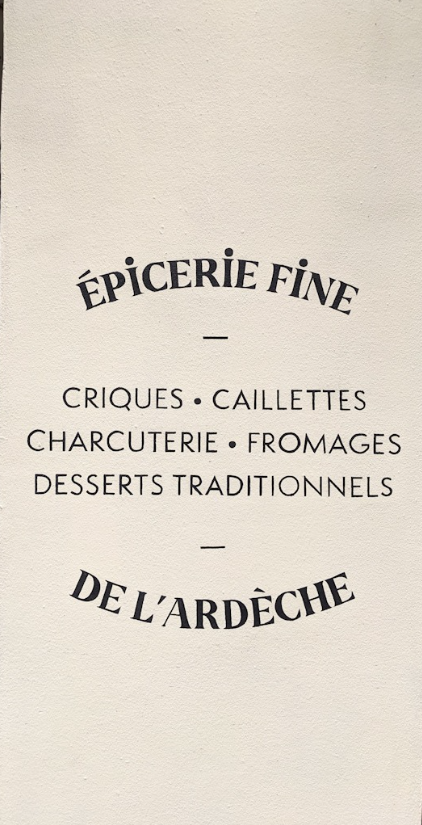 ÉPICERIE FINE
CRIQUES • CAILLETTES
CHARCUTERIE • FROMAGES
DESSERTS TRADITIONNELS
DE L'ARDÈCHE